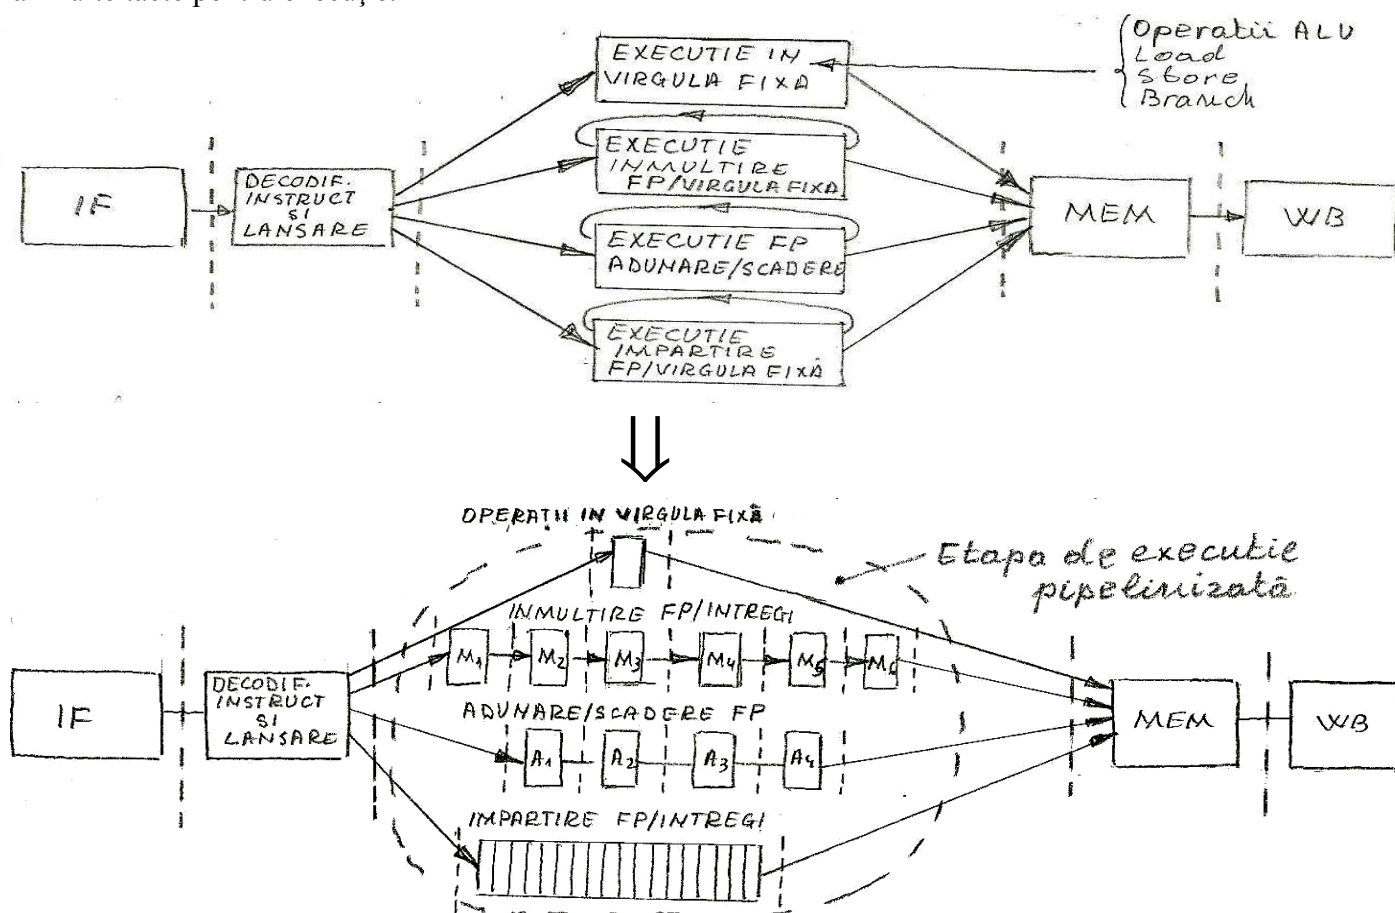 EXECUTIE IN
VIRGULA FIXA
Operatii ALU
Load
Store
Branch
EXECUTIE
INMULTIRE
FP/VIRGULA FIXA
IF
DECODIF.
INSTRUCT
SI
LANSARE
EXECUTIE FP
ADUNARE/SCADERE
MEM
WB
EXECUTIE
IMPARTIRE
FP/VIRGULA FIXĂ
OPERATII IN VIRGULA FIXĂ
Etapa de executie
pipelinizată
INMULTIRE FP/INTREGI
M1 M2 M3 M4 M5 M6
IF
DECODIF.
INSTRUCT
SI
LANSARE
ADUNARE/SCADERE FP
A1 A2 A3 A4
MEM
WB
IMPARTIRE FP/INTREGI